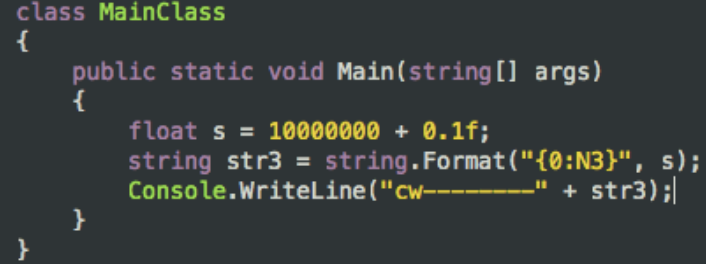 class MainClass
{
    public static void Main(string[] args)
    {
        float s = 10000000 + 0.1f;
        string str3 = string.Format("{0:N3}", s);
        Console.WriteLine("cw--------" + str3);
    }
}